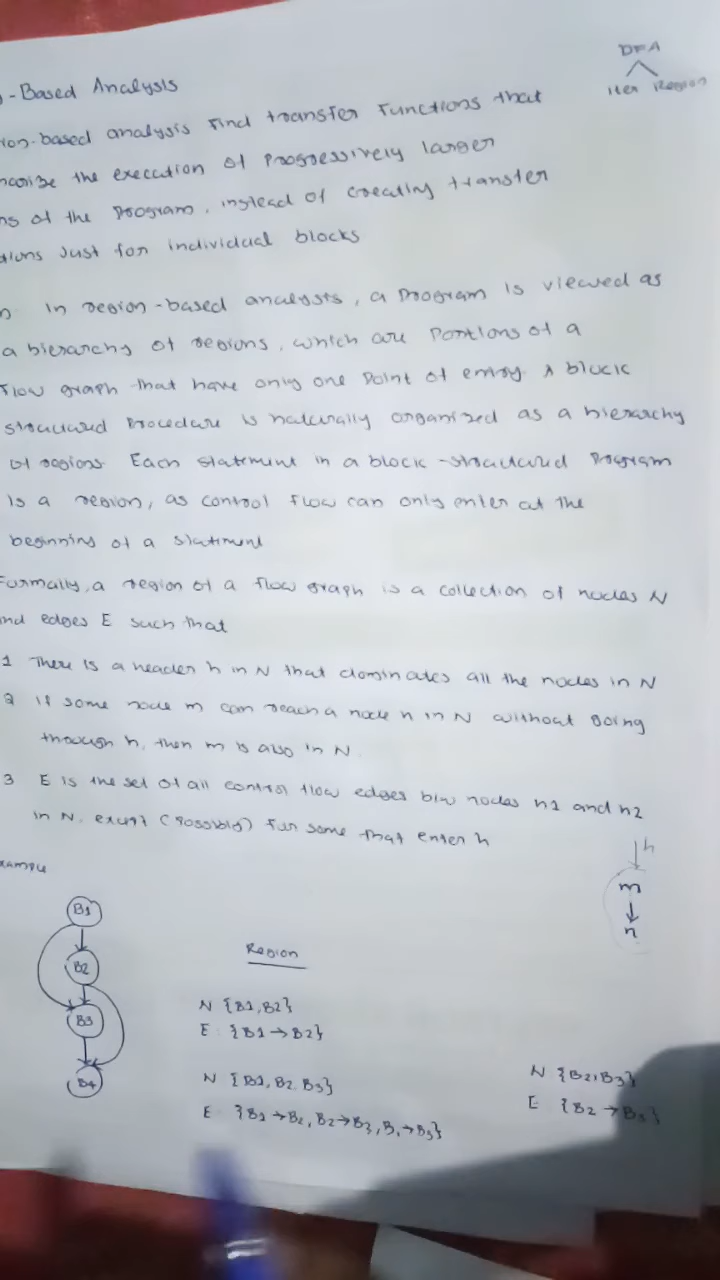 DFA
Iter Region
-Based Analysis
ion-based analysis find transfer functions that
marize the execution of progressively larger
ns of the program, instead of creating transfer
tions Just for individual blocks
In region-based analysis, a program is viewed as
a hierarchy of regions, which are portions of a
flow graph that have only one point of entry. A block
structured procedure is naturally organized as a hierarchy
of regions. Each statement in a block-structured program
is a region, as control flow can only enter at the
beginning of a statement
Formally, a region of a flow graph is a collection of nodes N
nd edges E such that
1 There is a header h in N that dominates all the nodes in N
2 if some node m can reach a node n in N without going
through h, then m is also in N.
3 E is the set of all control flow edges b/w nodes n1 and n2
in N, except (possibly) for some that enter h
xample
h
m
n
B1
B2
B3
B4
Region
N {B1,B2}
E: {B1→B2}
N {B1,B2,B3}
E {B1→B2,B2→B3,B1→B3}
N {B2,B3}
E {B2→B3}